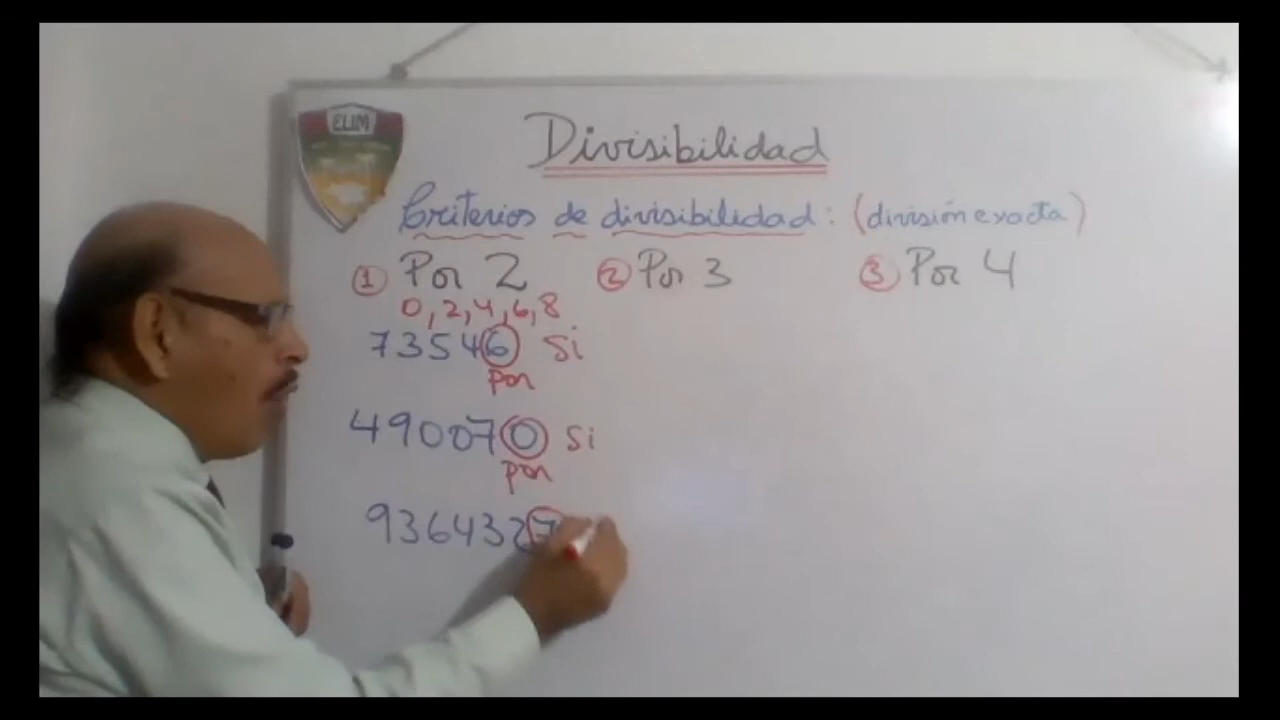 ELIM
Divisibilidad
Criterios de divisibilidad: (división exacta)
① Por 2 ② Por 3 ③ Por 4
0, 2, 4, 6, 8
73546 Si
par
490070 Si
par
9364327